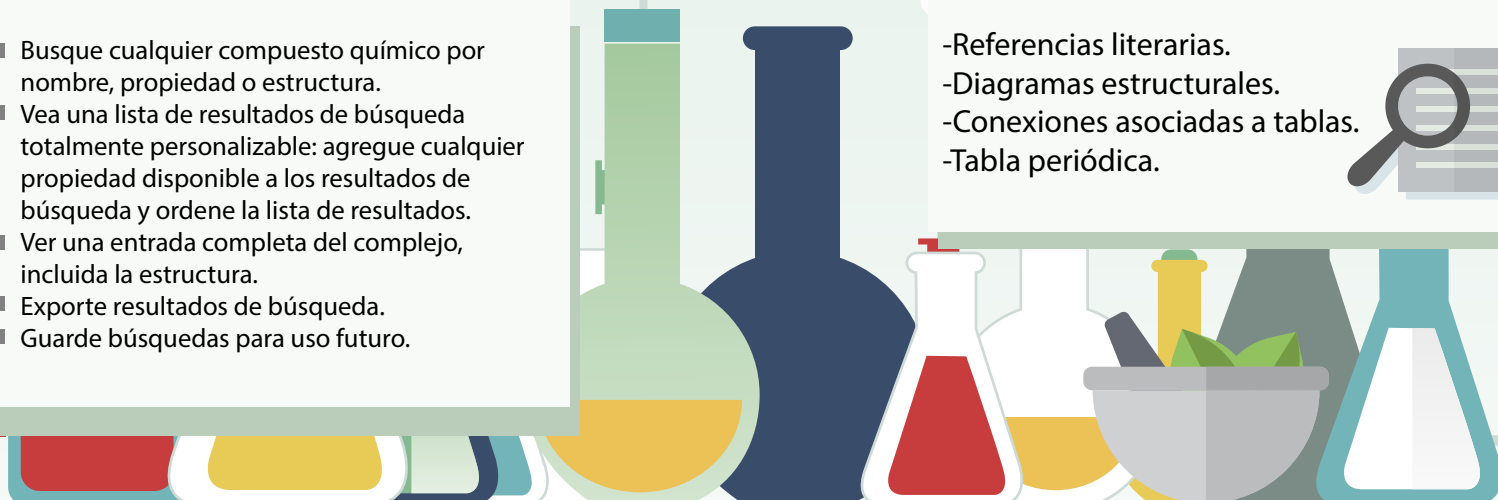 Busque cualquier compuesto químico por
nombre, propiedad o estructura.
Vea una lista de resultados de búsqueda
totalmente personalizable: agregue cualquier
propiedad disponible a los resultados de
búsqueda y ordene la lista de resultados.
Ver una entrada completa del complejo,
incluida la estructura.
Exporte resultados de búsqueda.
Guarde búsquedas para uso futuro.
-Referencias literarias.
-Diagramas estructurales.
-Conexiones asociadas a tablas.
-Tabla periódica.